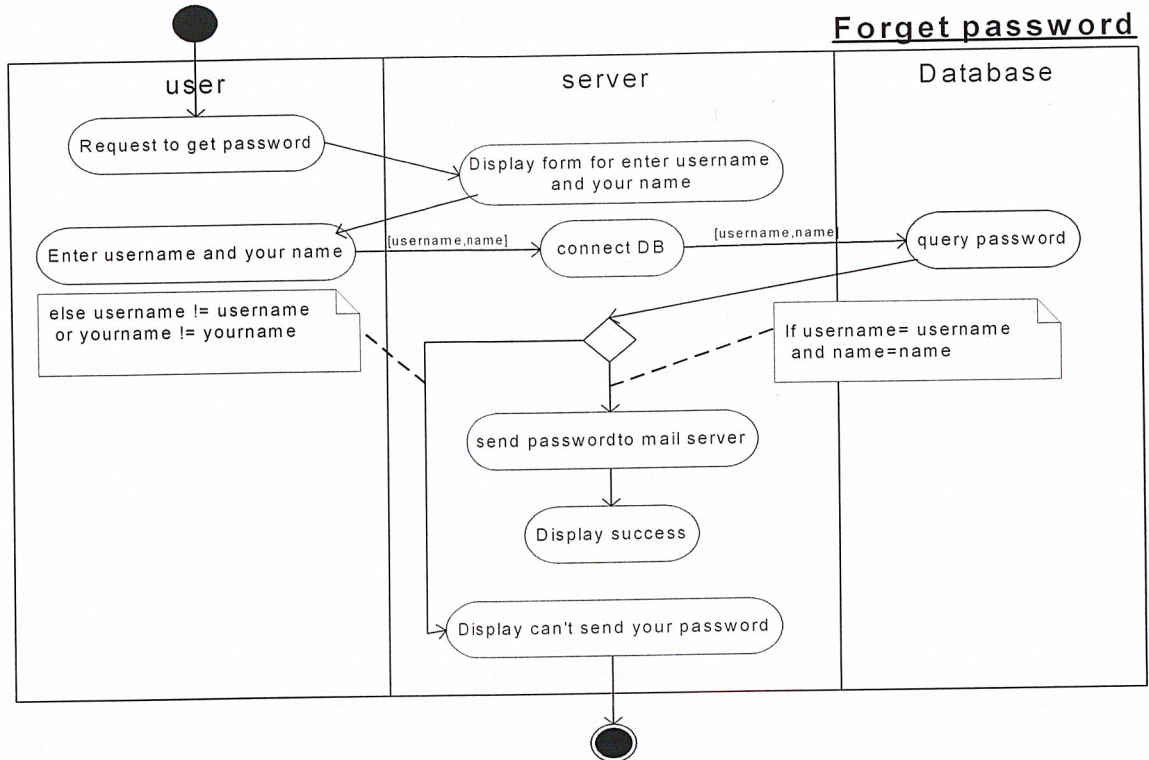 Forget password
user
server
Database
Request to get password
Display form for enter username
and your name
Enter username and your name
[username,name]
connect DB
[username,name]
query password
else username != username
or yourname != yourname
If username= username
and name=name
send passwordto mail server
Display success
Display can't send your password